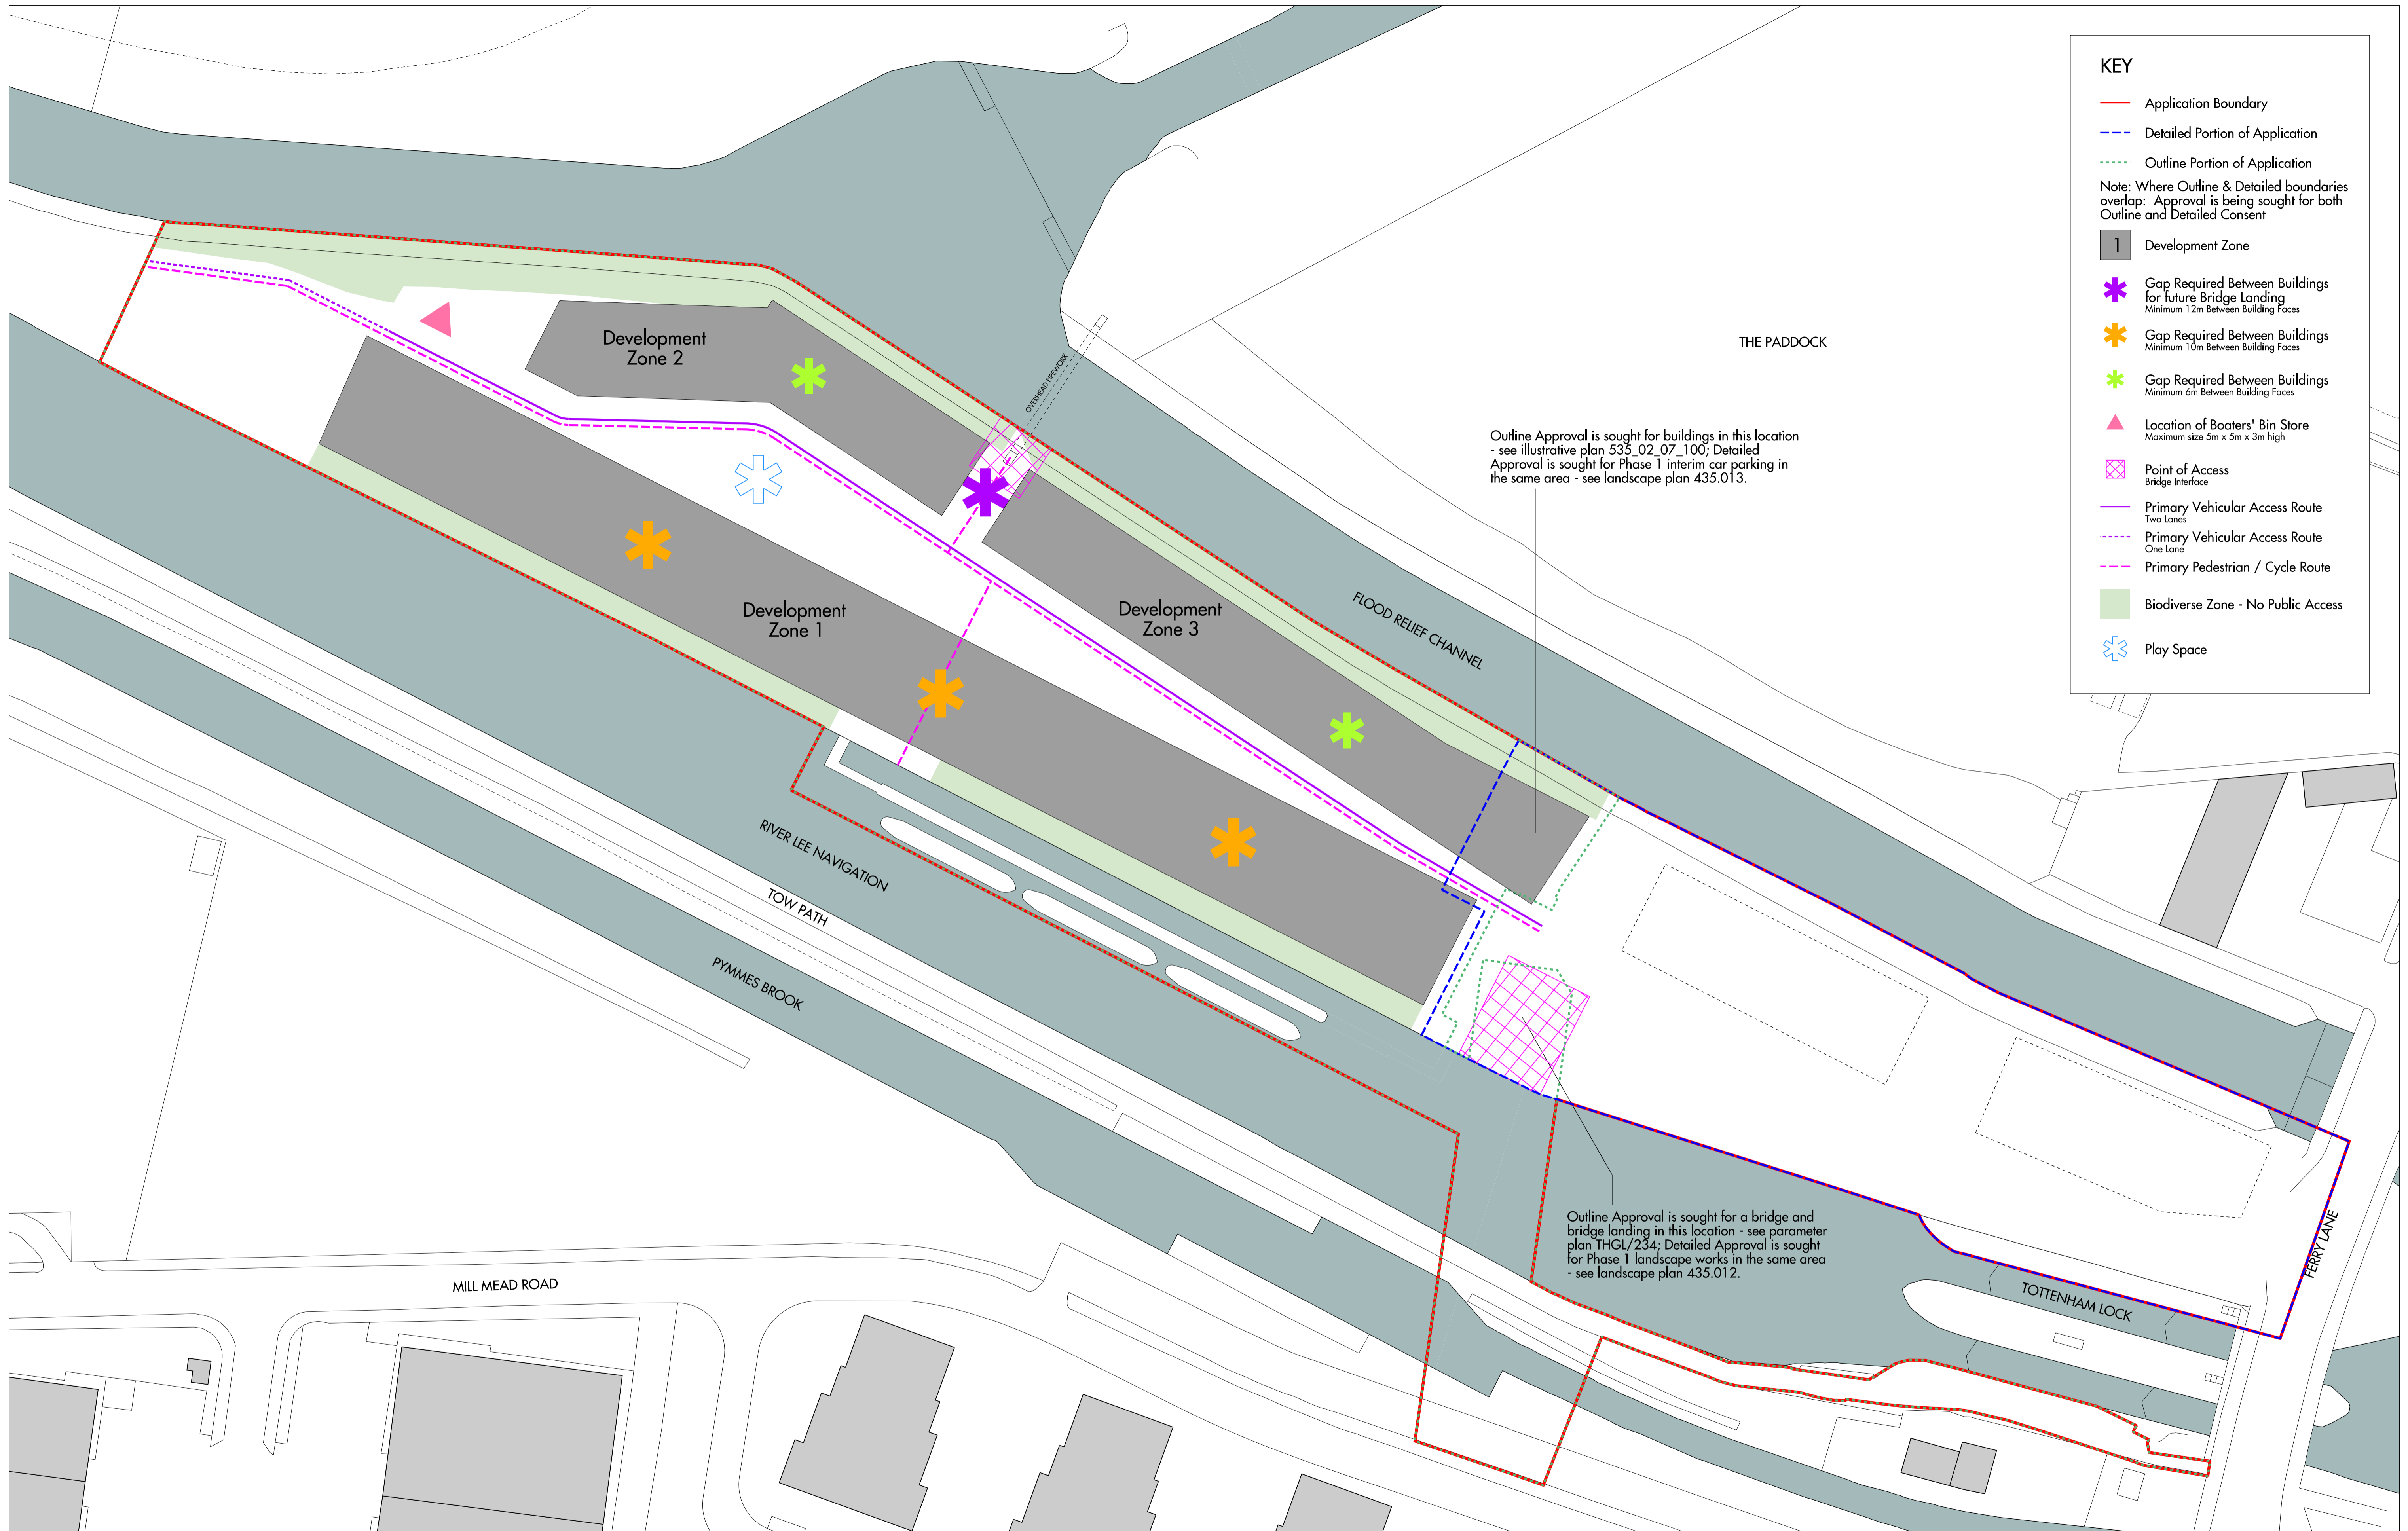 KEY
Application Boundary
Detailed Portion of Application
Outline Portion of Application
Note: Where Outline & Detailed boundaries
overlap: Approval is being sought for both
Outline and Detailed Consent
1
Development Zone
Gap Required Between Buildings
for future Bridge Landing
Minimum 12m Between Building Faces
Gap Required Between Buildings
Minimum 10m Between Building Faces
Gap Required Between Buildings
Minimum 6m Between Building Faces
Location of Boaters' Bin Store
Maximum size 5m x 5m x 3m high
Point of Access
Bridge Interface
Primary Vehicular Access Route
Two Lanes
Primary Vehicular Access Route
One Lane
Primary Pedestrian / Cycle Route
Biodiverse Zone - No Public Access
Play Space
THE PADDOCK
Development
Zone 2
OVERHEAD PIPEWORK
Outline Approval is sought for buildings in this location
- see illustrative plan 535_02_07_100; Detailed
Approval is sought for Phase 1 interim car parking in
the same area - see landscape plan 435.013.
Development
Zone 1
Development
Zone 3
FLOOD RELIEF CHANNEL
RIVER LEE NAVIGATION
TOW PATH
PYMMES BROOK
Outline Approval is sought for a bridge and
bridge landing in this location - see parameter
plan THGL/234; Detailed Approval is sought
for Phase 1 landscape works in the same area
- see landscape plan 435.012.
MILL MEAD ROAD
TOTTENHAM LOCK
FERRY LANE